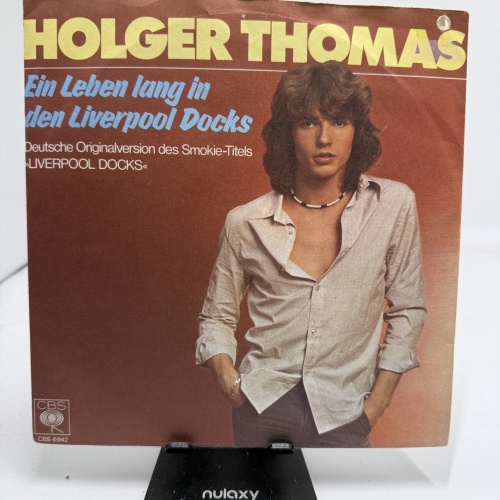 HOLGER THOMAS
Ein Leben lang in
den Liverpool Docks
Deutsche Originalversion des Smokie-Titels
»LIVERPOOL DOCKS«
CBS
CBS 6942
nulaxy